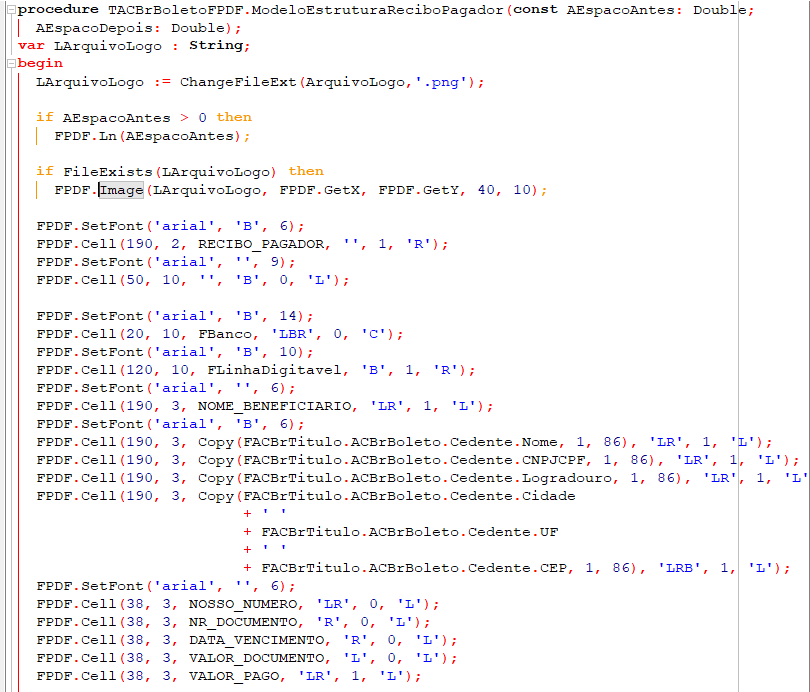 procedure TACBrBoletoFPDF.ModeloEstruturaReciboPagador(const AEspacoAntes: Double;
  AEspacoDepois: Double);
var LArquivoLogo : String;
begin
  LArquivoLogo := ChangeFileExt(ArquivoLogo,'.png');

  if AEspacoAntes > 0 then
    FPDF.Ln(AEspacoAntes);

  if FileExists(LArquivoLogo) then
    FPDF.Image(LArquivoLogo, FPDF.GetX, FPDF.GetY, 40, 10);

  FPDF.SetFont('arial', 'B', 6);
  FPDF.Cell(190, 2, RECIBO_PAGADOR, '', 1, 'R');
  FPDF.SetFont('arial', '', 9);
  FPDF.Cell(50, 10, '', 'B', 0, 'L');

  FPDF.SetFont('arial', 'B', 14);
  FPDF.Cell(20, 10, FBanco, 'LBR', 0, 'C');
  FPDF.SetFont('arial', 'B', 10);
  FPDF.Cell(120, 10, FLinhaDigitavel, 'B', 1, 'R');
  FPDF.SetFont('arial', '', 6);
  FPDF.Cell(190, 3, NOME_BENEFICIARIO, 'LR', 1, 'L');
  FPDF.SetFont('arial', 'B', 6);
  FPDF.Cell(190, 3, Copy(FACBrTitulo.ACBrBoleto.Cedente.Nome, 1, 86), 'LR', 1, 'L');
  FPDF.Cell(190, 3, Copy(FACBrTitulo.ACBrBoleto.Cedente.CNPJCPF, 1, 86), 'LR', 1, 'L');
  FPDF.Cell(190, 3, Copy(FACBrTitulo.ACBrBoleto.Cedente.Logradouro, 1, 86), 'LR', 1, 'L'
  FPDF.Cell(190, 3, Copy(FACBrTitulo.ACBrBoleto.Cedente.Cidade
                         + ' '
                         + FACBrTitulo.ACBrBoleto.Cedente.UF
                         + ' '
                         + FACBrTitulo.ACBrBoleto.Cedente.CEP, 1, 86), 'LRB', 1, 'L');
  FPDF.SetFont('arial', '', 6);
  FPDF.Cell(38, 3, NOSSO_NUMERO, 'LR', 0, 'L');
  FPDF.Cell(38, 3, NR_DOCUMENTO, 'R', 0, 'L');
  FPDF.Cell(38, 3, DATA_VENCIMENTO, 'R', 0, 'L');
  FPDF.Cell(38, 3, VALOR_DOCUMENTO, 'L', 0, 'L');
  FPDF.Cell(38, 3, VALOR_PAGO, 'LR', 1, 'L');